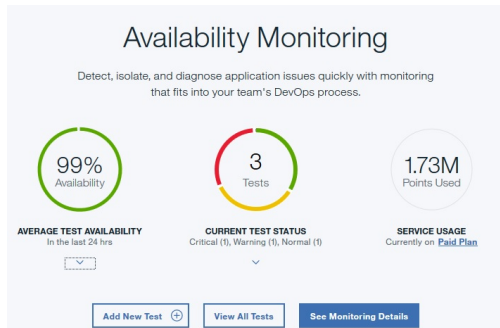 Availability Monitoring
Detect, isolate, and diagnose application issues quickly with monitoring
that fits into your team's DevOps process.
99%
Availability
3
Tests
1.73M
Points Used
AVERAGE TEST AVAILABILITY
In the last 24 hrs
CURRENT TEST STATUS
Critical (1), Warning (1), Normal (1)
SERVICE USAGE
Currently on Paid Plan
Add New Test
View All Tests
See Monitoring Details